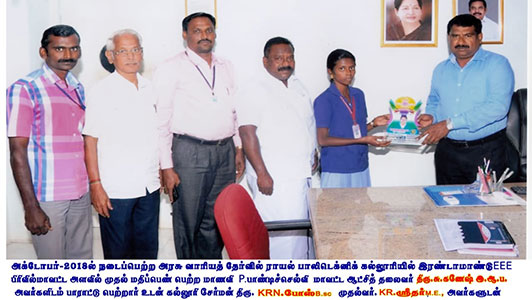 அக்டோபர்-2018ல் நடைப்பெற்ற அரசு வாரியத் தேர்வில் ராயல் பாலிடெக்னிக் கல்லூரியில் இரண்டாமாண்டுEEE
பிரிவில்மாவட்ட அளவில் முதல் மதிப்பெண் பெற்ற மாணவி P.பாண்டிச்செல்வி மாவட்ட ஆட்சித் தலைவர் திரு.சு.கணேஷ் இ.ஆ.ப.
அவர்களிடம் பாராட்டு பெற்றார் உடன் கல்லூரி சேர்மன் திரு. KRN.போஸ்B.sc முதல்வர். KR.ஸ்ரீதர்B.E., அவர்களுடன்